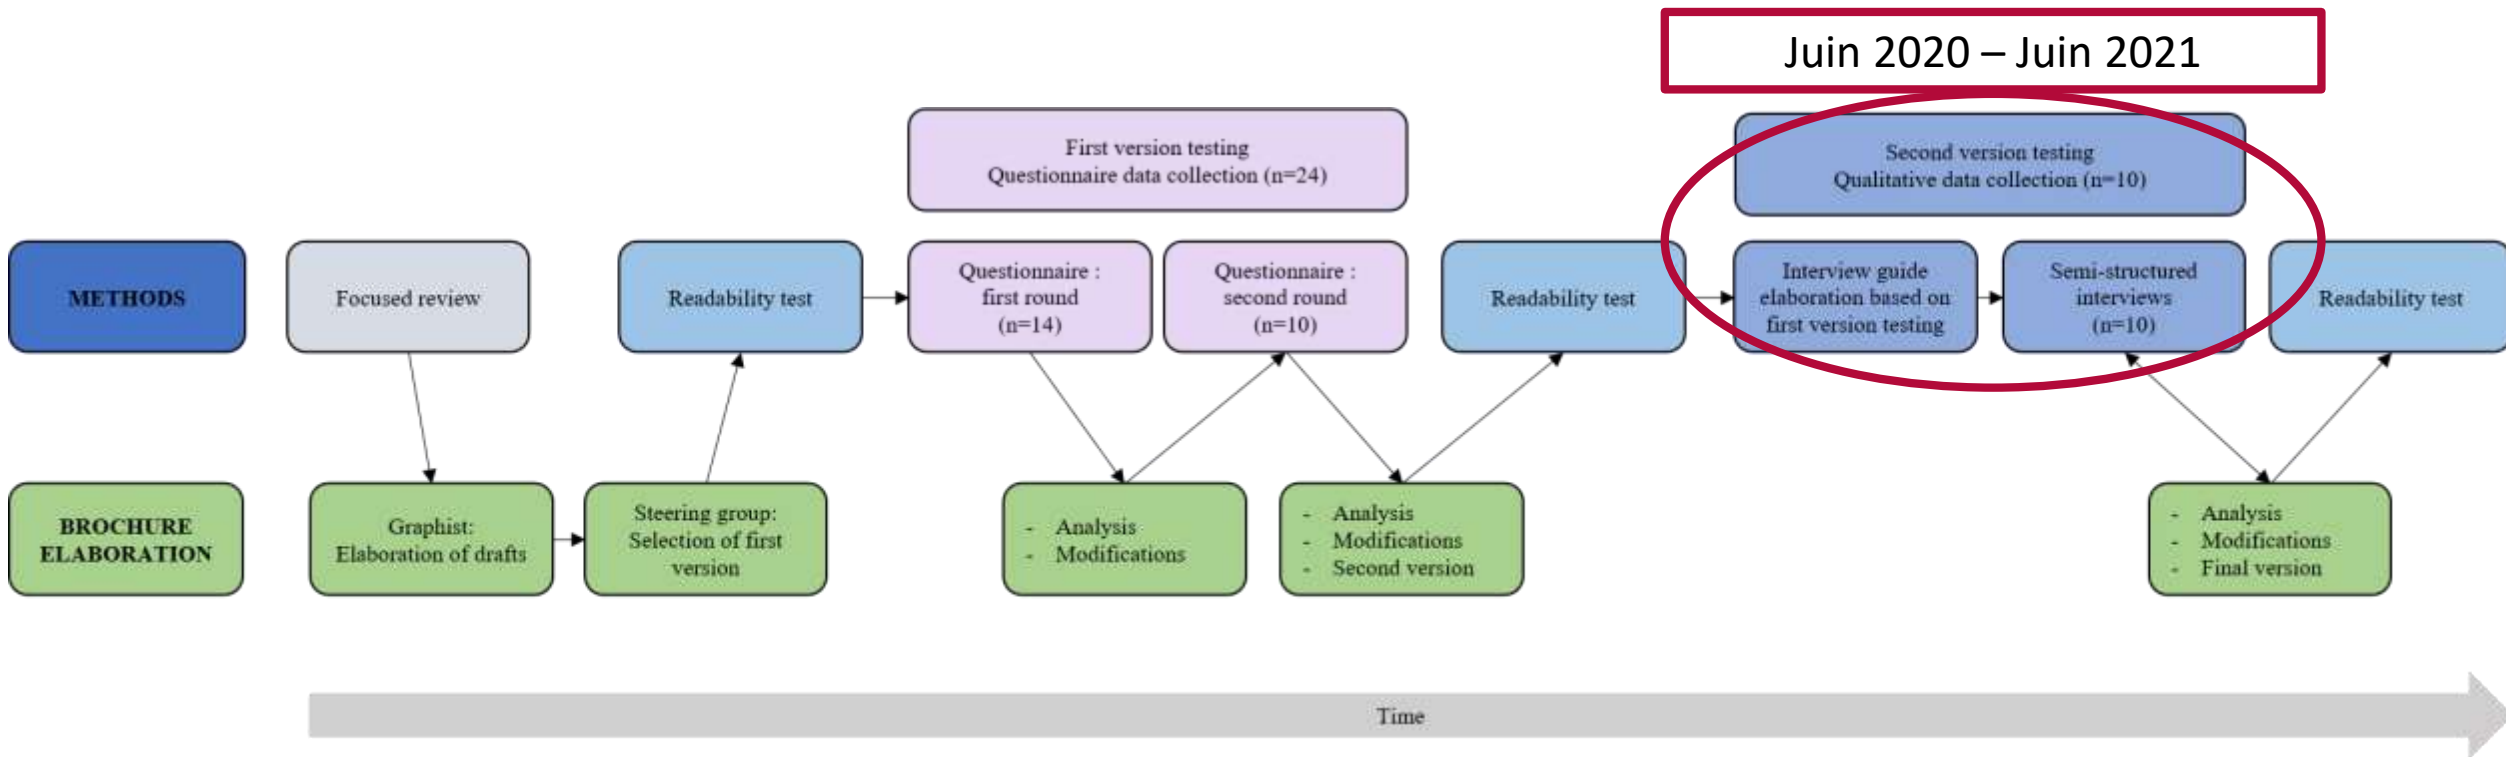 Juin 2020 – Juin 2021
First version testing
Questionnaire data collection (n=24)
Second version testing
Qualitative data collection (n=10)
METHODS
Focused review
Readability test
Questionnaire :
first round
(n=14)
Questionnaire :
second round
(n=10)
Readability test
Interview guide
elaboration based on
first version testing
Semi-structured
interviews
(n=10)
Readability test
BROCHURE
ELABORATION
Graphist:
Elaboration of drafts
Steering group:
Selection of first
version
- Analysis
- Modifications
- Analysis
- Modifications
- Second version
- Analysis
- Modifications
- Final version
Time